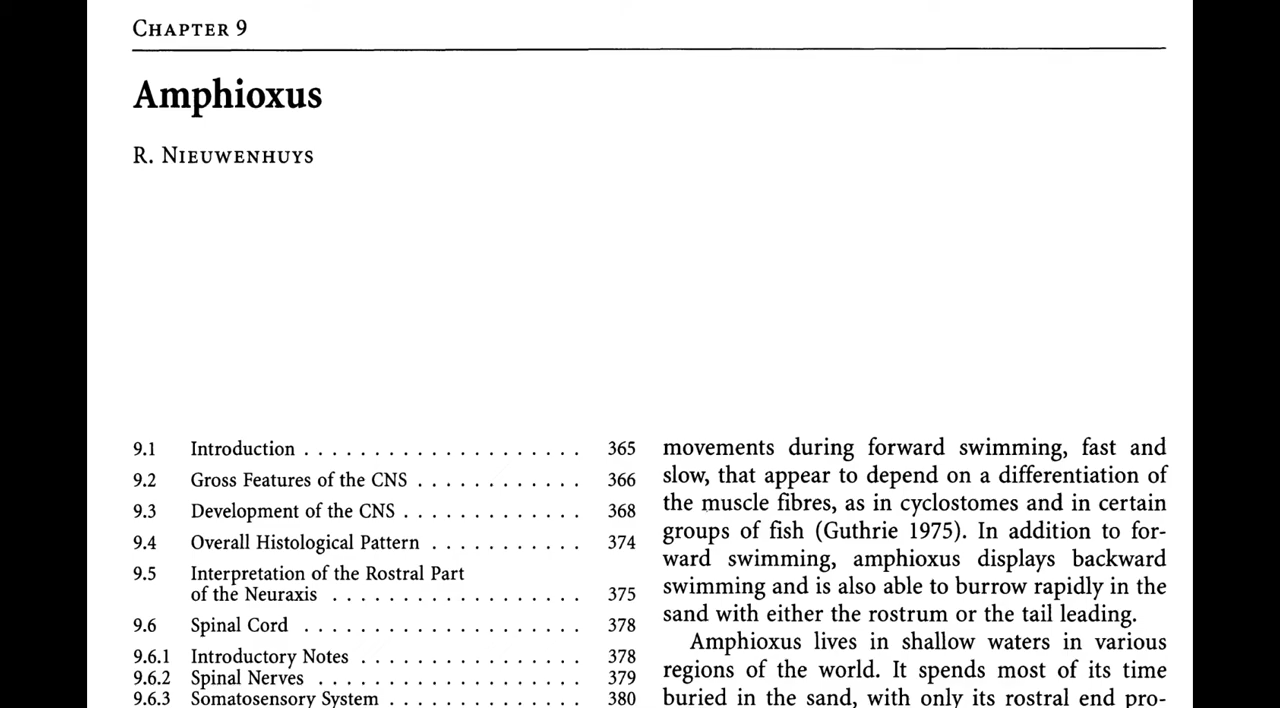 CHAPTER 9
Amphioxus
R. NIEUWENHUYS
9.1 Introduction . . . . . . . . . . . . . . . . . . . . 365
9.2 Gross Features of the CNS . . . . . . . . . . . . 366
9.3 Development of the CNS . . . . . . . . . . . . . 368
9.4 Overall Histological Pattern . . . . . . . . . . . 374
9.5 Interpretation of the Rostral Part
of the Neuraxis . . . . . . . . . . . . . . . . . . 375
9.6 Spinal Cord . . . . . . . . . . . . . . . . . . . . 378
9.6.1 Introductory Notes . . . . . . . . . . . . . . . . 378
9.6.2 Spinal Nerves . . . . . . . . . . . . . . . . . . . 379
9.6.3 Somatosensory System . . . . . . . . . . . . . . 380
movements during forward swimming, fast and
slow, that appear to depend on a differentiation of
the muscle fibres, as in cyclostomes and in certain
groups of fish (Guthrie 1975). In addition to for-
ward swimming, amphioxus displays backward
swimming and is also able to burrow rapidly in the
sand with either the rostrum or the tail leading.
Amphioxus lives in shallow waters in various
regions of the world. It spends most of its time
buried in the sand, with only its rostral end pro-